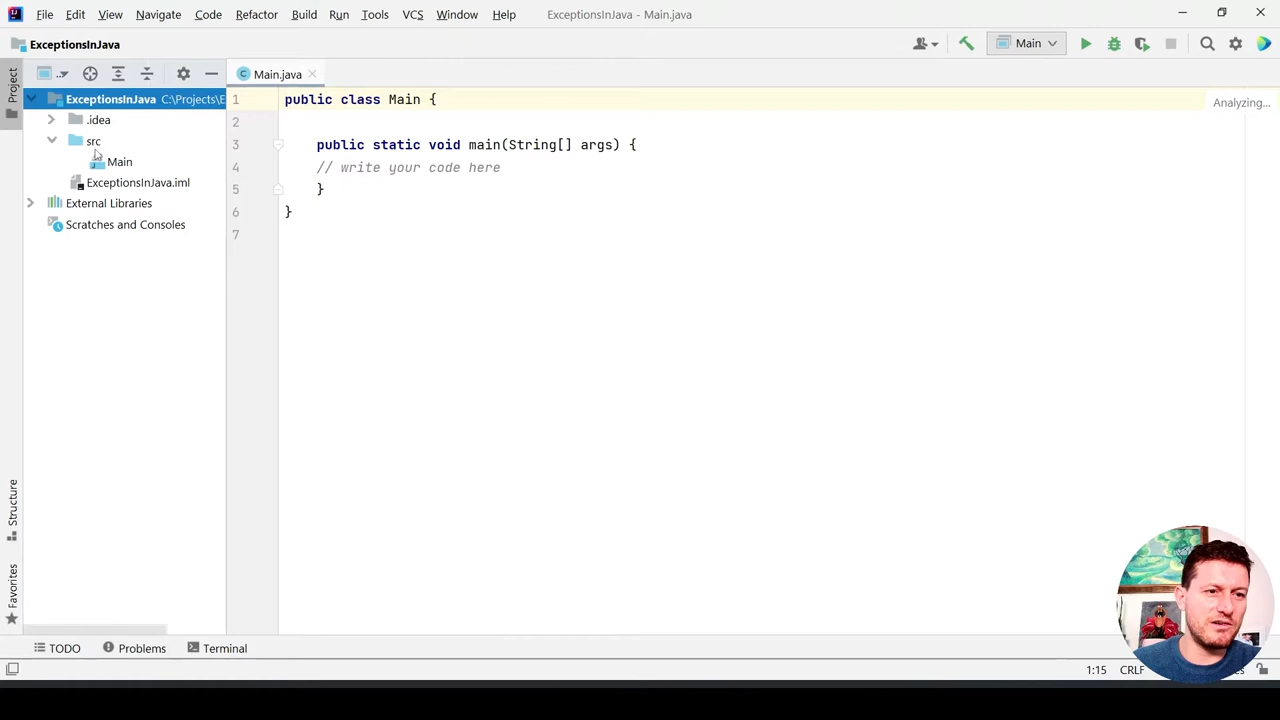 File Edit View Navigate Code Refactor Build Run Tools VCS Window Help ExceptionsInJava - Main.java
ExceptionsInJava
Main
Project
..
Main.java
Analyzing...
ExceptionsInJava C:\Projects\E
.idea
src
Main
ExceptionsInJava.iml
External Libraries
Scratches and Consoles
1 public class Main {
2
3 public static void main(String[] args) {
4 // write your code here
5 }
6 }
7
Structure
Favorites
TODO Problems Terminal
1:15 CRLF